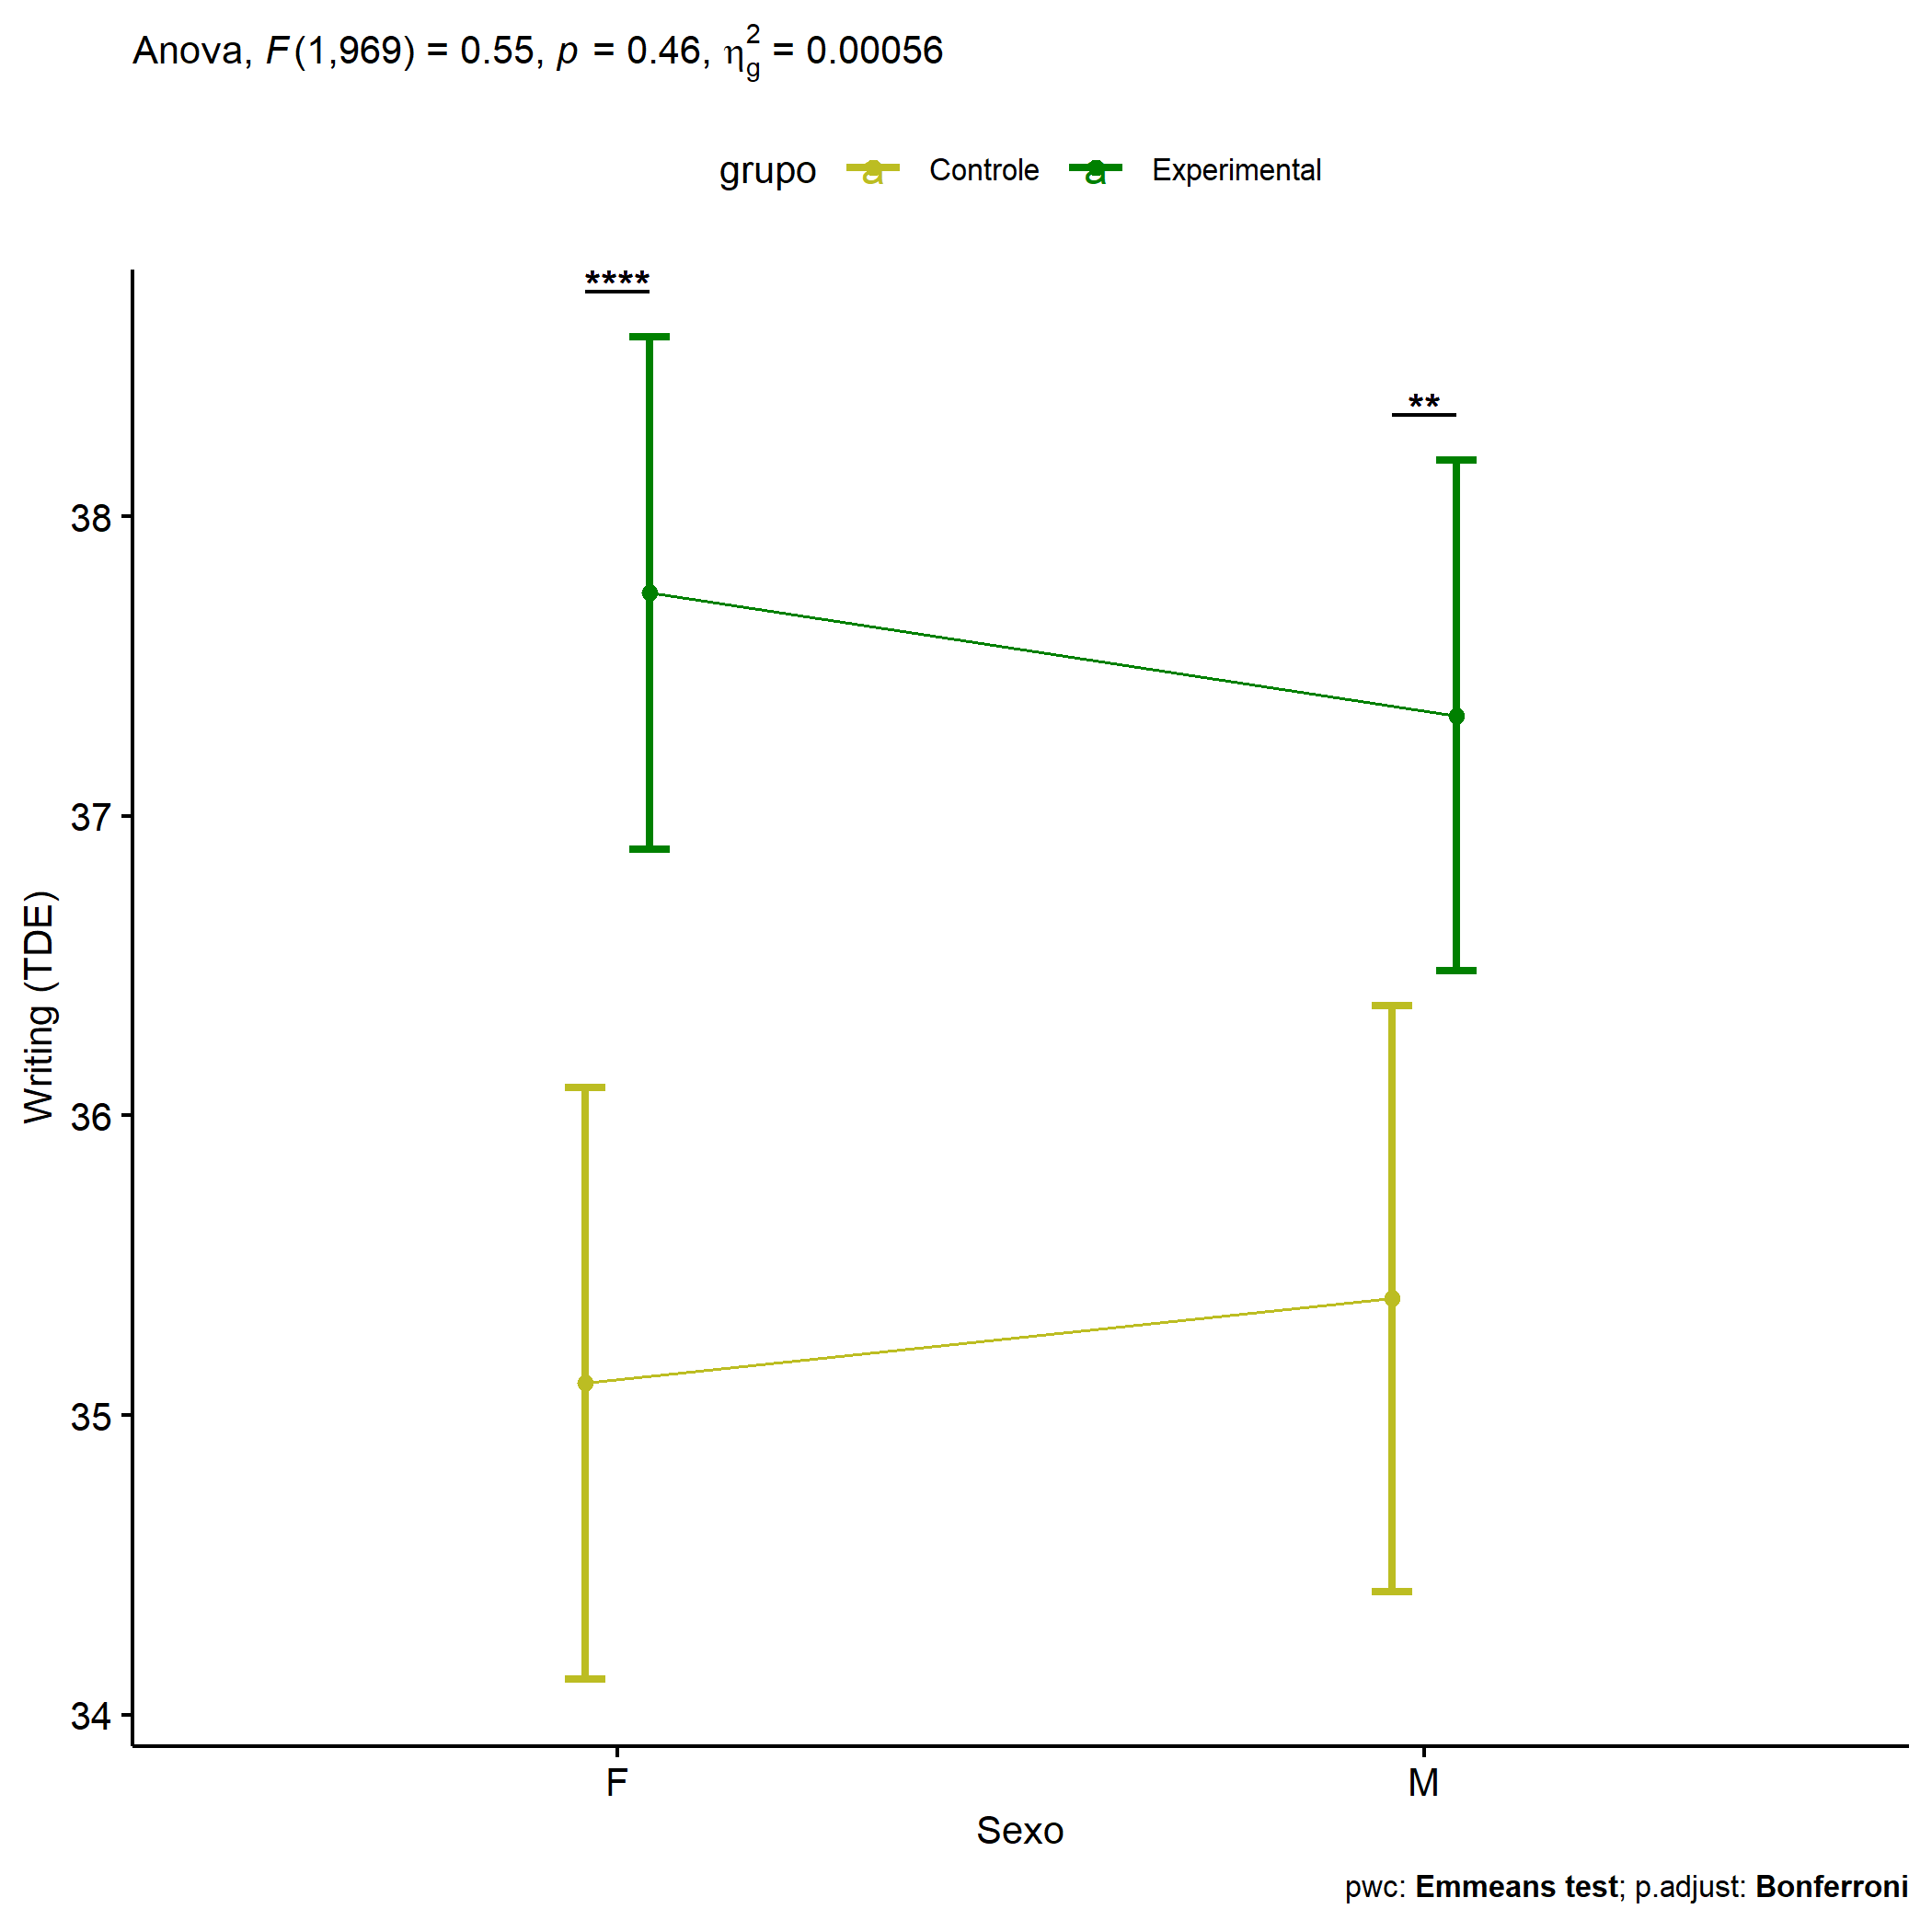 Anova, F(1,969) = 0.55, p = 0.46, η²g = 0.00056
grupo a Controle a Experimental
****
**
38
37
36
35
34
Writing (TDE)
F M
Sexo
pwc: Emmeans test; p.adjust: Bonferroni